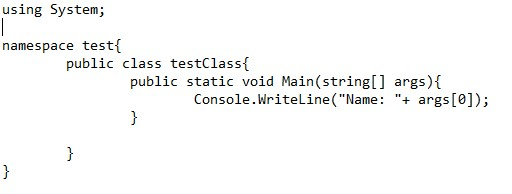 using System;
namespace test{
public class testClass{
public static void Main(string[] args){
Console.WriteLine("Name: "+ args[0]);
}
}
}